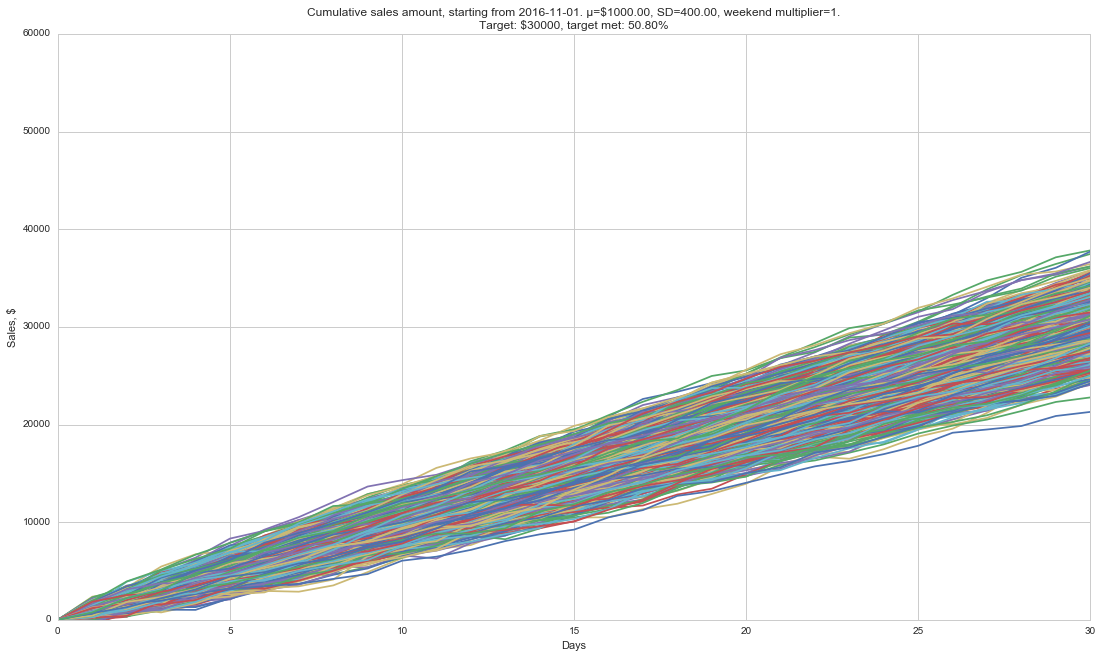 Cumulative sales amount, starting from 2016-11-01. μ=$1000.00, SD=400.00, weekend multiplier=1.
Target: $30000, target met: 50.80%
60000
50000
40000
30000
20000
10000
0
Sales, $
0 5 10 15 20 25 30
Days